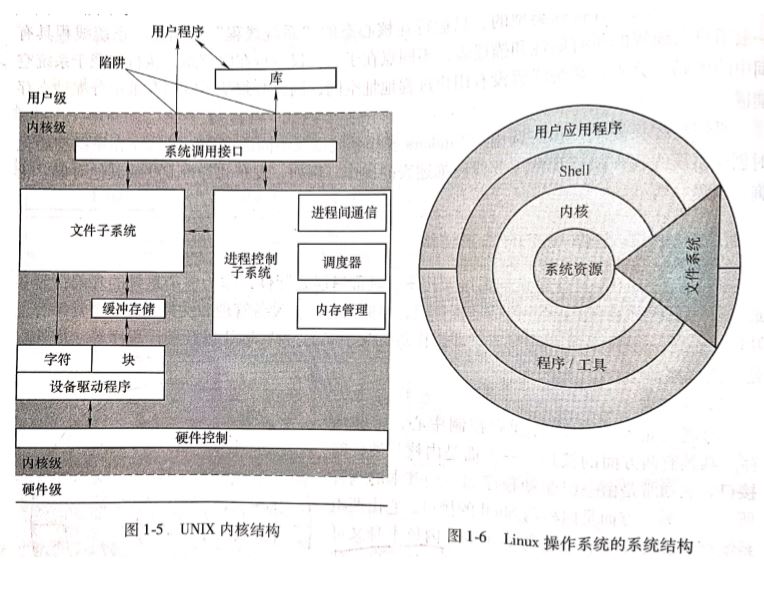 用户程序
陷阱
库
用户级
内核级
系统调用接口
文件子系统
进程控制
子系统
进程间通信
调度器
内存管理
缓冲存储
字符
块
设备驱动程序
硬件控制
内核级
硬件级
图 1-5 UNIX 内核结构
用户应用程序
Shell
内核
系统资源
文件系统
程序 / 工具
图 1-6 Linux 操作系统的系统结构